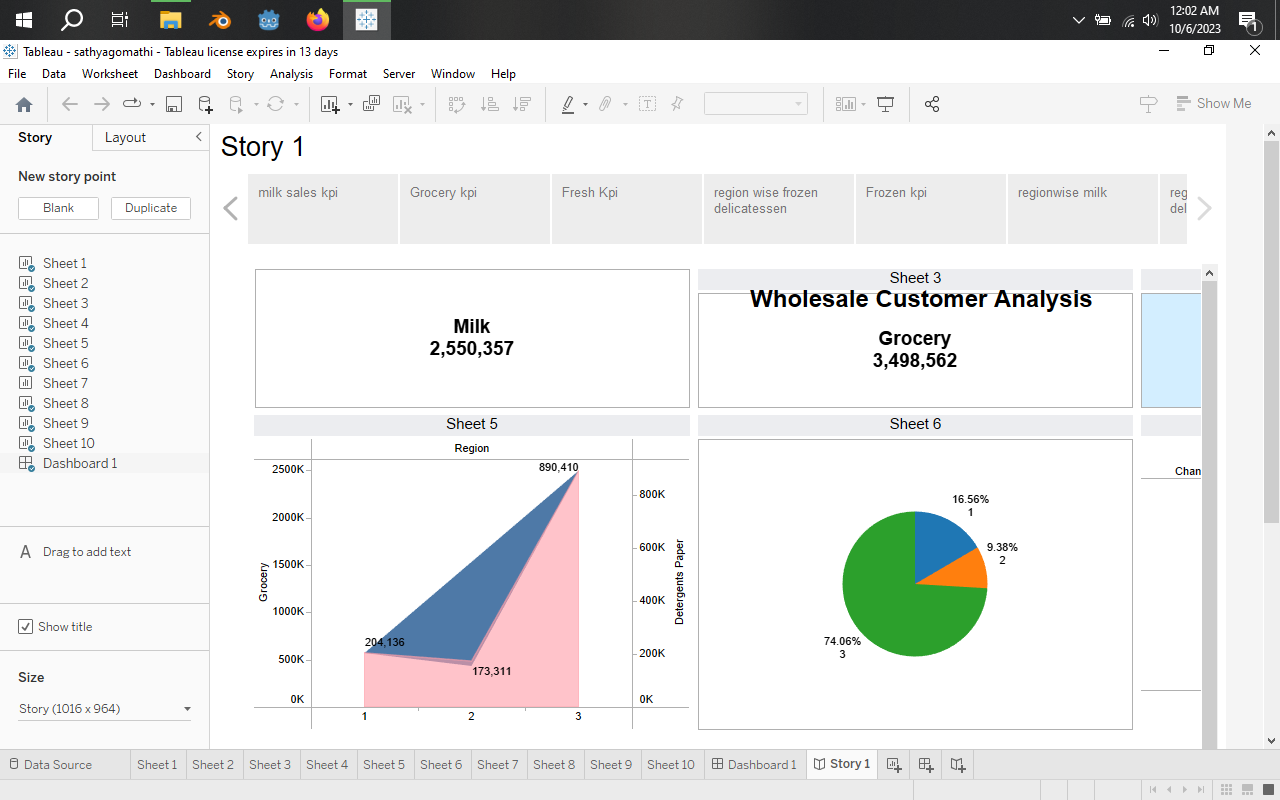 12:02 AM
10/6/2023
1
Tableau - sathyagomathi - Tableau license expires in 13 days
File Data Worksheet Dashboard Story Analysis Format Server Window Help
Show Me
Story Layout
New story point
Blank Duplicate
Sheet 1
Sheet 2
Sheet 3
Sheet 4
Sheet 5
Sheet 6
Sheet 7
Sheet 8
Sheet 9
Sheet 10
Dashboard 1
A Drag to add text
Show title
Size
Story (1016 x 964)
Story 1
milk sales kpi
Grocery kpi
Fresh Kpi
region wise frozen
delicatessen
Frozen kpi
regionwise milk
reg
del
Milk
2,550,357
Sheet 3
Wholesale Customer Analysis
Grocery
3,498,562
Sheet 5
Region
Grocery
2500K
2000K
1500K
1000K
500K
0K
890,410
204,136
173,311
800K
600K
400K
200K
0K
Detergents Paper
1 2 3
Sheet 6
16.56%
1
9.38%
2
74.06%
3
Chan
Data Source Sheet 1 Sheet 2 Sheet 3 Sheet 4 Sheet 5 Sheet 6 Sheet 7 Sheet 8 Sheet 9 Sheet 10 Dashboard 1 Story 1